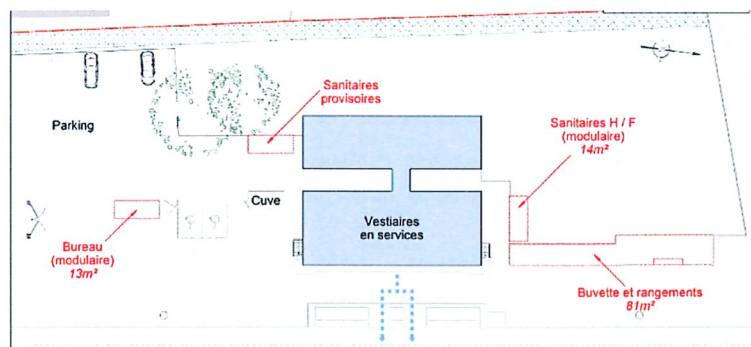 Sanitaires
provisoires
Parking
Sanitaires H / F
(modulaire)
14m²
Cuve
Vestiaires
en services
Bureau
(modulaire)
13m²
Buvette et rangements
81m²